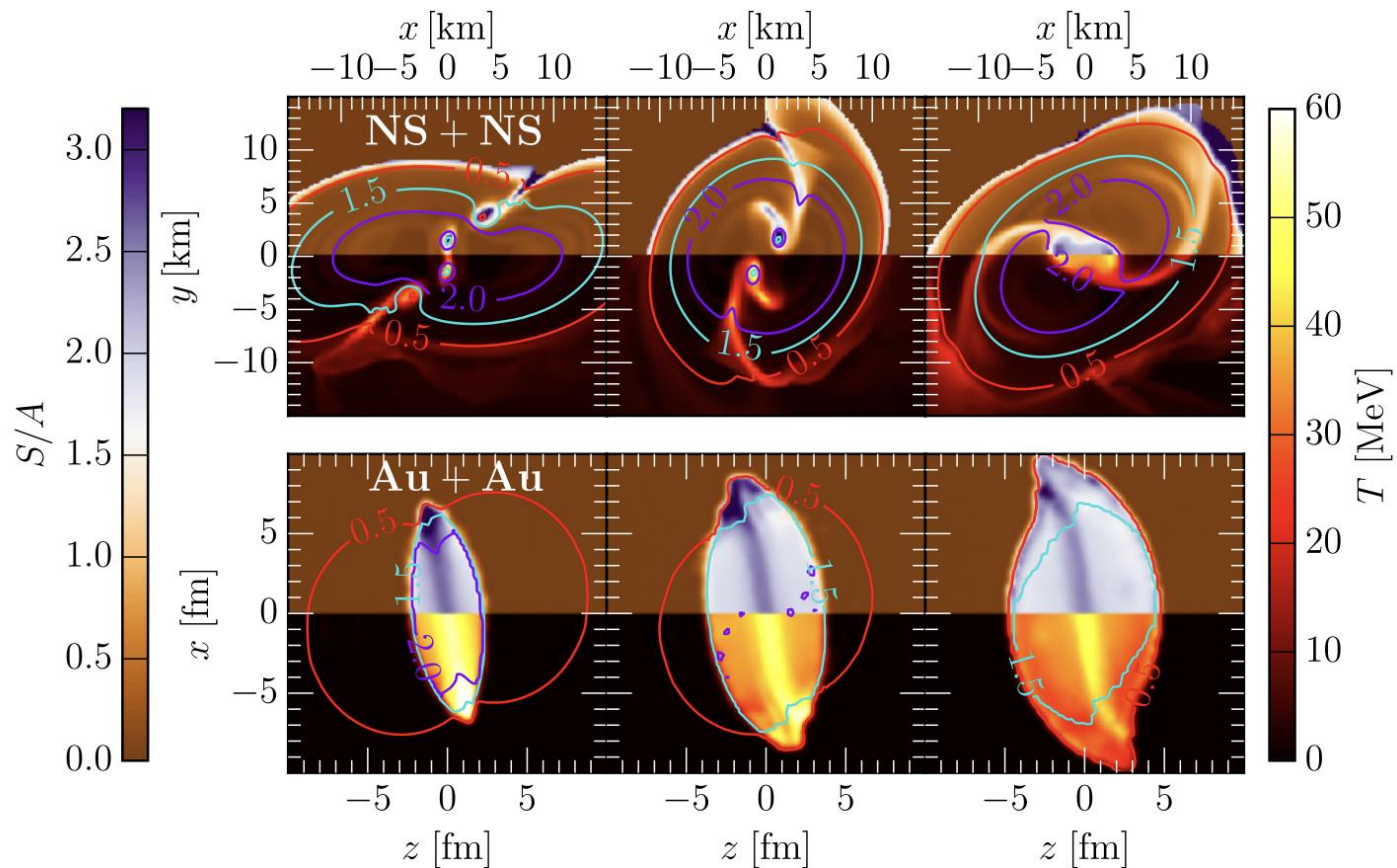 x [km] x [km] x [km]
−10 −5 0 5 10 −10 −5 0 5 10 −10 −5 0 5 10
NS + NS
0.5 1.5 2.0 2.0 0.5
2.0 1.5 0.5
2.0 1.5 2.0 0.5
10
5
0
−5
−10
y [km]
3.0
2.5
2.0
1.5
1.0
0.5
0.0
S/A
60
50
40
30
20
10
0
T [MeV]
Au + Au
0.5 1.5 2.0
0.5 1.5
1.5 0.5
5
0
−5
x [fm]
−5 0 5 −5 0 5 −5 0 5
z [fm] z [fm] z [fm]